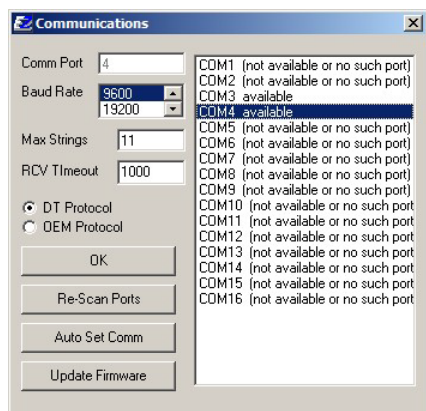 Communications
Comm Port 4
Baud Rate 9600
19200
Max Strings 11
RCV TImeout 1000
DT Protocol
OEM Protocol
OK
Re-Scan Ports
Auto Set Comm
Update Firmware
COM1 (not available or no such port)
COM2 (not available or no such port)
COM3 available
COM4 available
COM5 (not available or no such port)
COM6 (not available or no such port)
COM7 (not available or no such port)
COM8 (not available or no such port)
COM9 (not available or no such port)
COM10 (not available or no such port
COM11 (not available or no such port
COM12 (not available or no such port
COM13 (not available or no such port
COM14 (not available or no such port
COM15 (not available or no such port
COM16 (not available or no such port